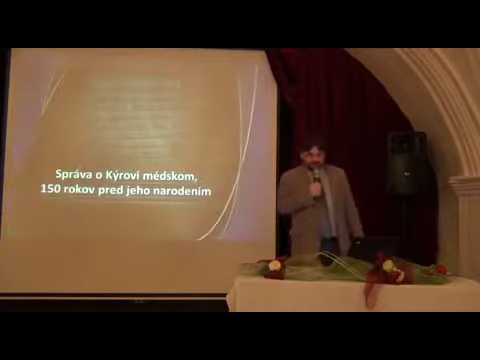 Správa o Kýrovi médskom,
150 rokov pred jeho narodením